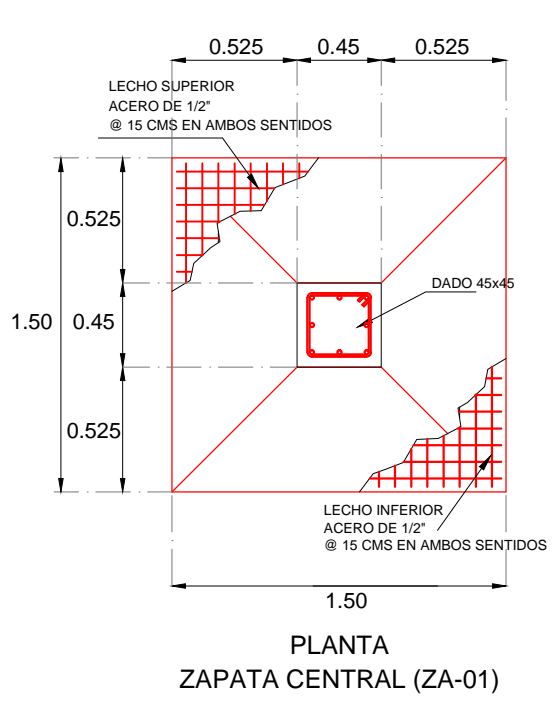 0.525 0.45 0.525
LECHO SUPERIOR
ACERO DE 1/2"
@ 15 CMS EN AMBOS SENTIDOS
0.525
DADO 45x45
1.50 0.45
0.525
LECHO INFERIOR
ACERO DE 1/2"
@ 15 CMS EN AMBOS SENTIDOS
1.50
PLANTA
ZAPATA CENTRAL (ZA-01)